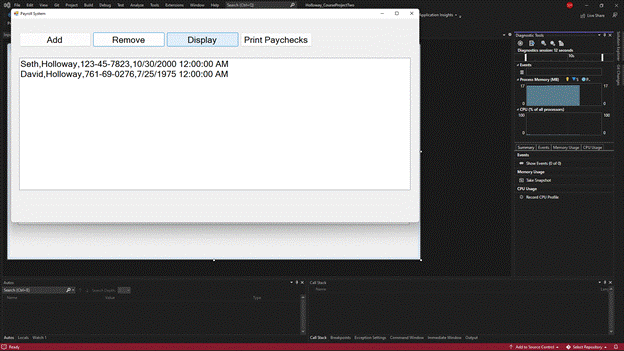 File Edit View Git Project Build Debug Test Analyze Tools Extensions Window Help Search (Ctrl+Q) Holloway_CourseProjectTwo
Live Share
Application Insights
Payroll System
Add Remove Display Print Paychecks
Seth,Holloway,123-45-7823,10/30/2000 12:00:00 AM
David,Holloway,761-69-0276,7/25/1975 12:00:00 AM
Diagnostic Tools
Diagnostics session: 12 seconds
10s
Events
Process Memory (MB)
17 17
0 0
CPU (% of all processors)
100 100
0 0
Summary Events Memory Usage CPU Usage
Events
Show Events (0 of 0)
Memory Usage
Take Snapshot
CPU Usage
Record CPU Profile
Solution Explorer
Git Changes
Autos
Search (Ctrl+E) Search Depth:
Name Value Type
Autos Locals Watch 1
Call Stack
Name
Call Stack Breakpoints Exception Settings Command Window Immediate Window Output
Ready Add to Source Control Select Repository